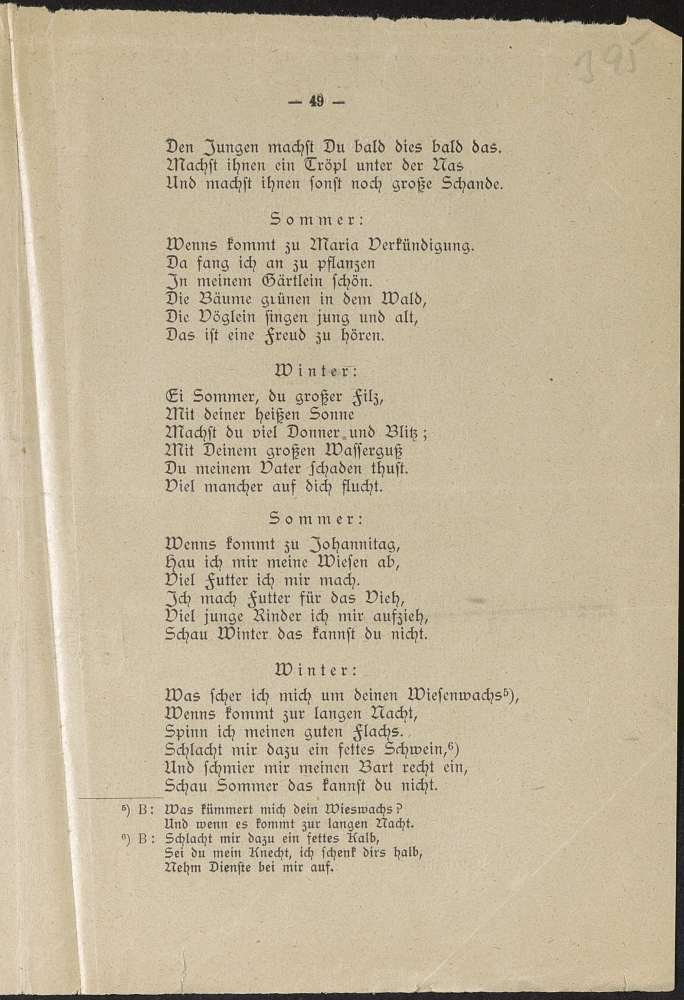 395
— 49 —
Den Jungen machst Du bald dies bald das.
Machst ihnen ein Tröpl unter der Nas
Und machst ihnen sonst noch große Schande.
Sommer:
Wenns kommt zu Maria Verkündigung.
Da fang ich an zu pflanzen
In meinem Gärtlein schön.
Die Bäume grünen in dem Wald,
Die Vöglein singen jung und alt,
Das ist eine Freud zu hören.
Winter:
Ei Sommer, du großer Filz,
Mit deiner heißen Sonne
Machst du viel Donner und Blitz;
Mit Deinem großen Wasserguß
Du meinem Vater schaden thust.
Viel mancher auf dich flucht.
Sommer:
Wenns kommt zu Johannitag,
Hau ich mir meine Wiesen ab,
Viel Futter ich mir mach.
Ich mach Futter für das Vieh,
Viel junge Rinder ich mir aufzieh,
Schau Winter das kannst du nicht.
Winter:
Was scher ich mich um deinen Wiesenwachs⁵),
Wenns kommt zur langen Nacht,
Spinn ich meinen guten Flachs.
Schlacht mir dazu ein fettes Schwein,⁶)
Und schmier mir meinen Bart recht ein,
Schau Sommer das kannst du nicht.
⁵) B: Was kümmert mich dein Wieswachs?
Und wenn es kommt zur langen Nacht.
⁶) B: Schlacht mir dazu ein fettes Kalb,
Sei du mein Knecht, ich schenk dirs halb,
Nehm Dienste bei mir auf.